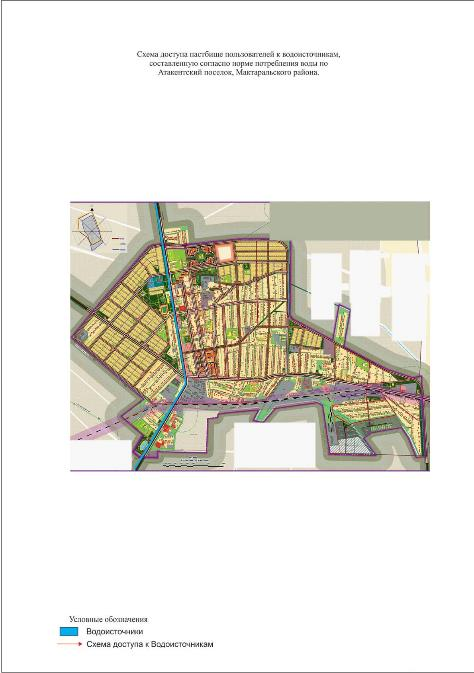 Схема доступа пастбище пользователей к водоисточникам,
составленную согласно норме потребления воды по
Атакентский поселок, Мактаральского района.
Условные обозначения
Водоисточники
Схема доступа к Водоисточникам